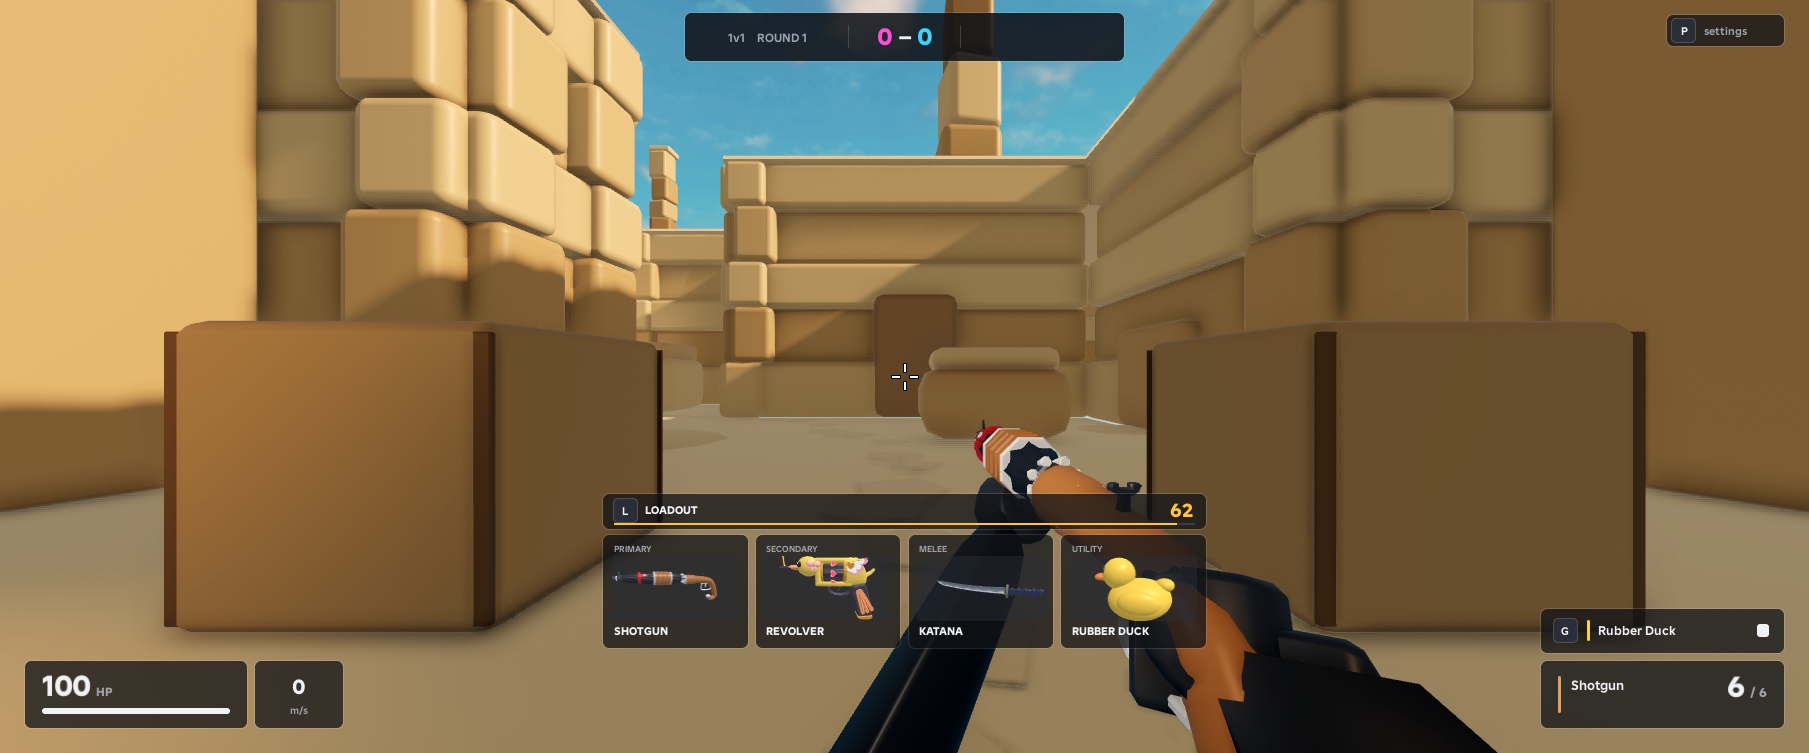 1v1 ROUND 1 0 – 0
P settings
L LOADOUT 62
PRIMARY SECONDARY MELEE UTILITY
SHOTGUN REVOLVER KATANA RUBBER DUCK
G Rubber Duck
100 HP
0
m/s
Shotgun 6 / 6